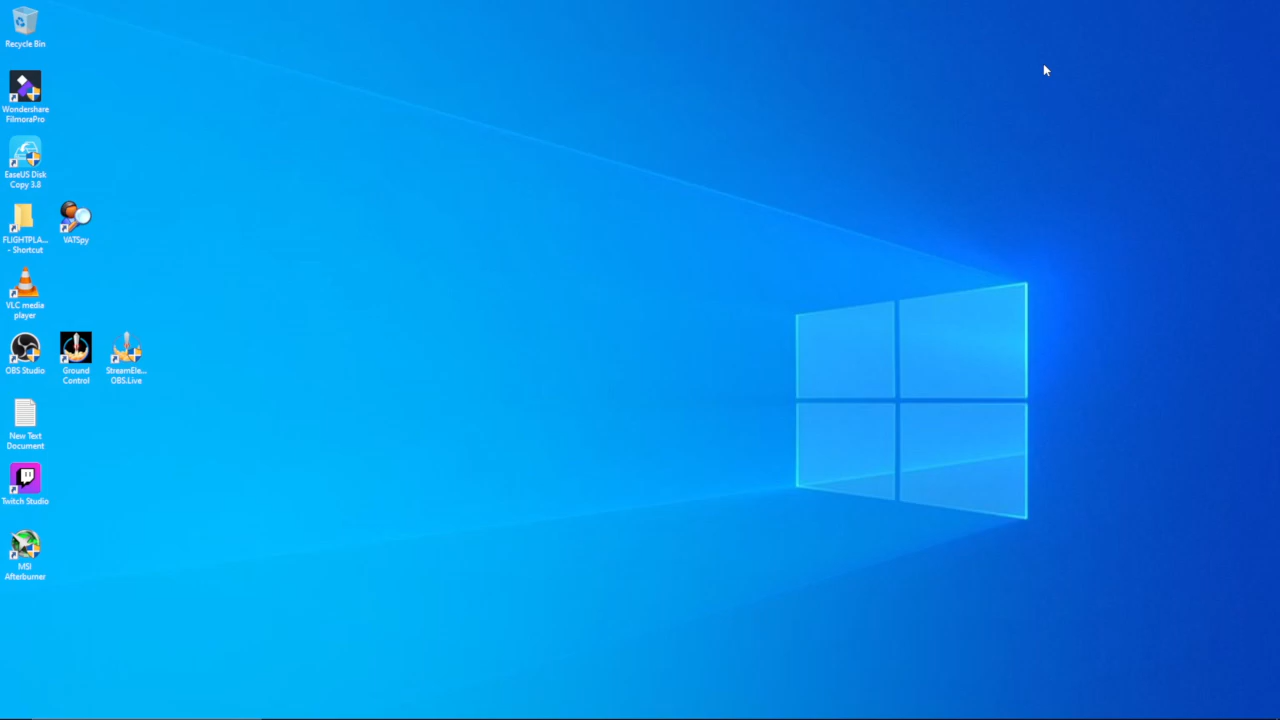 Recycle Bin
Wondershare
FilmoraPro
EaseUS Disk
Copy 3.8
FLIGHTPLA...
- Shortcut
VATSpy
VLC media
player
OBS Studio
Ground
Control
StreamEle...
OBS.Live
New Text
Document
Twitch Studio
MSI
Afterburner